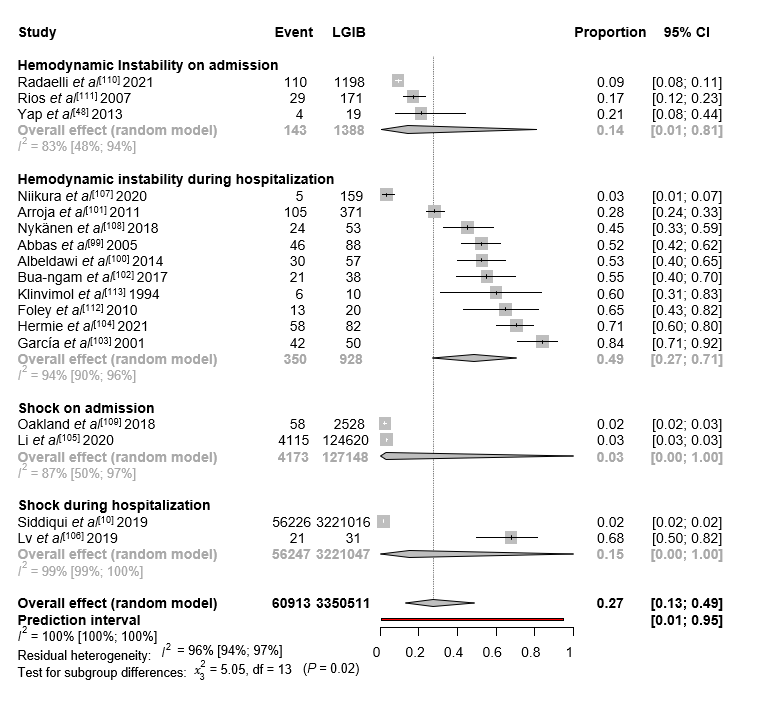 Study Event LGIB Proportion 95% CI
Hemodynamic Instability on admission
Radaelli et al[110] 2021 110 1198 0.09 [0.08; 0.11]
Rios et al[111] 2007 29 171 0.17 [0.12; 0.23]
Yap et al[48] 2013 4 19 0.21 [0.08; 0.44]
Overall effect (random model) 143 1388 0.14 [0.01; 0.81]
I² = 83% [48%; 94%]
Hemodynamic instability during hospitalization
Niikura et al[107] 2020 5 159 0.03 [0.01; 0.07]
Arroja et al[101] 2011 105 371 0.28 [0.24; 0.33]
Nykänen et al[108] 2018 24 53 0.45 [0.33; 0.59]
Abbas et al[99] 2005 46 88 0.52 [0.42; 0.62]
Albeldawi et al[100] 2014 30 57 0.53 [0.40; 0.65]
Bua-ngam et al[102] 2017 21 38 0.55 [0.40; 0.70]
Klinvimol et al[113] 1994 6 10 0.60 [0.31; 0.83]
Foley et al[112] 2010 13 20 0.65 [0.43; 0.82]
Hermie et al[104] 2021 58 82 0.71 [0.60; 0.80]
García et al[103] 2001 42 50 0.84 [0.71; 0.92]
Overall effect (random model) 350 928 0.49 [0.27; 0.71]
I² = 94% [90%; 96%]
Shock on admission
Oakland et al[109] 2018 58 2528 0.02 [0.02; 0.03]
Li et al[105] 2020 4115 124620 0.03 [0.03; 0.03]
Overall effect (random model) 4173 127148 0.03 [0.00; 1.00]
I² = 87% [50%; 97%]
Shock during hospitalization
Siddiqui et al[10] 2019 56226 3221016 0.02 [0.02; 0.02]
Lv et al[106] 2019 21 31 0.68 [0.50; 0.82]
Overall effect (random model) 56247 3221047 0.15 [0.00; 1.00]
I² = 99% [99%; 100%]
Overall effect (random model) 60913 3350511 0.27 [0.13; 0.49]
Prediction interval [0.01; 0.95]
I² = 100% [100%; 100%]
Residual heterogeneity: I² = 96% [94%; 97%]
0 0.2 0.4 0.6 0.8 1
Test for subgroup differences: x²₃ = 5.05, df = 13 (P = 0.02)